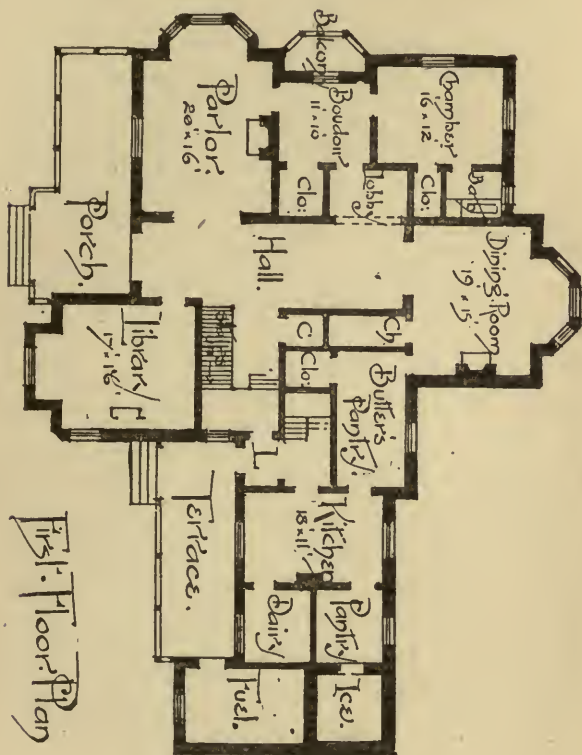 Balcony
Boudoir
11 x 10
Chamber
16 x 12
Parlor.
20 x 16
Clo:
Lobby
Clo:
Bath
Porch.
Hall.
Dining Room
19 x 15
Library
17 x 16
Stairs
C
Ch
Clo:
Butler's
Pantry.
Terrace.
Kitchen
18 x 11
Dairy
Pantry
Fuel.
Ice.
First. Floor. Plan